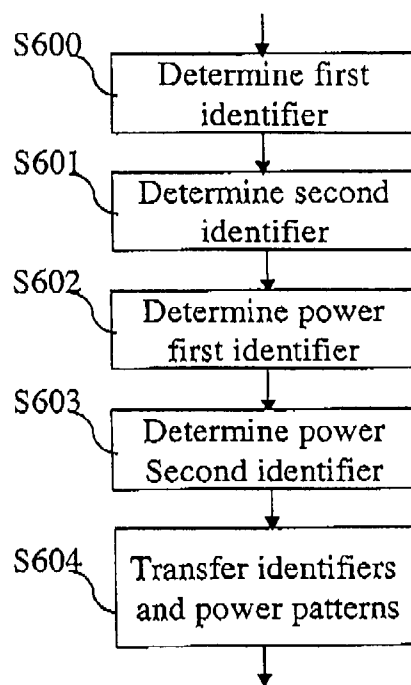 S600
Determine first
identifier
S601
Determine second
identifier
S602
Determine power
first identifier
S603
Determine power
Second identifier
S604
Transfer identifiers
and power patterns